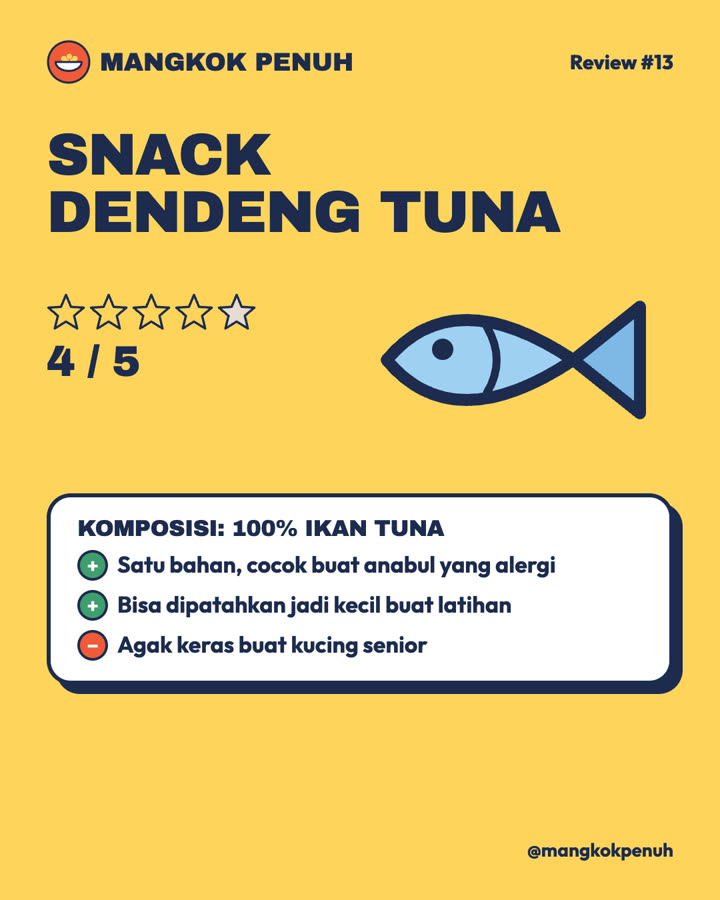 MANGKOK PENUH
Review #13
SNACK
DENDENG TUNA
4 / 5
KOMPOSISI: 100% IKAN TUNA
+ Satu bahan, cocok buat anabul yang alergi
+ Bisa dipatahkan jadi kecil buat latihan
− Agak keras buat kucing senior
@mangkokpenuh